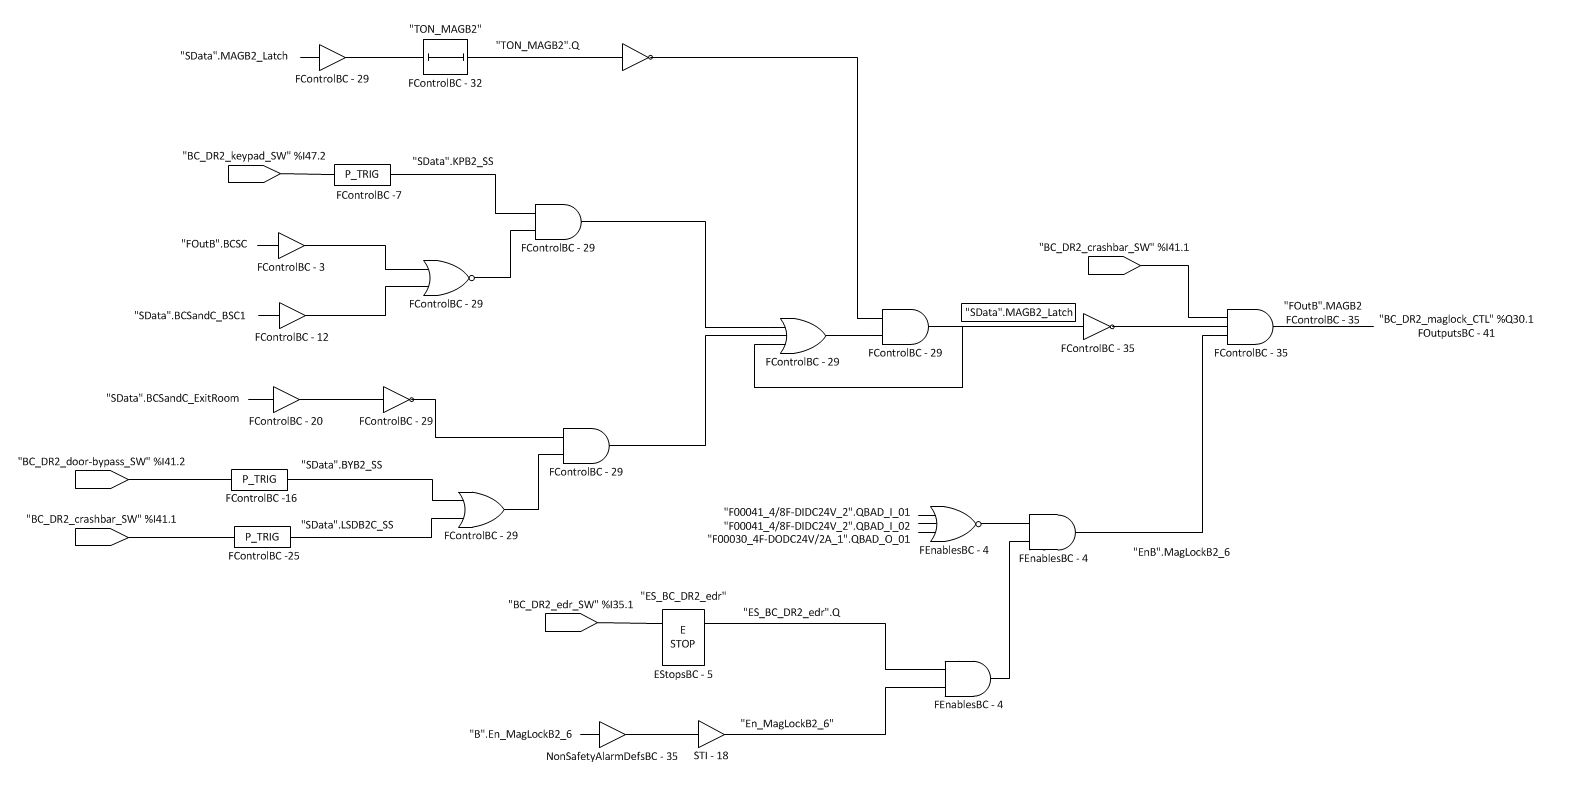 "TON_MAGB2"
"SData".MAGB2_Latch
"TON_MAGB2".Q
FControlBC - 29
FControlBC - 32
"BC_DR2_keypad_SW" %I47.2
"SData".KPB2_SS
P_TRIG
FControlBC -7
"FOutB".BCSC
FControlBC - 3
FControlBC - 29
"BC_DR2_crashbar_SW" %I41.1
"SData".BCSandC_BSC1
FControlBC - 12
FControlBC - 29
"SData".MAGB2_Latch
"FOutB".MAGB2
FControlBC - 35
"BC_DR2_maglock_CTL" %Q30.1
FOutputsBC - 41
FControlBC - 29
FControlBC - 29
FControlBC - 35
FControlBC - 35
"SData".BCSandC_ExitRoom
FControlBC - 20
FControlBC - 29
"BC_DR2_door-bypass_SW" %I41.2
"SData".BYB2_SS
FControlBC - 29
P_TRIG
FControlBC -16
"BC_DR2_crashbar_SW" %I41.1
"SData".LSDB2C_SS
P_TRIG
FControlBC -25
FControlBC - 29
"F00041_4/8F-DIDC24V_2".QBAD_I_01
"F00041_4/8F-DIDC24V_2".QBAD_I_02
"F00030_4F-DODC24V/2A_1".QBAD_O_01
FEnablesBC - 4
FEnablesBC - 4
"EnB".MagLockB2_6
"BC_DR2_edr_SW" %I35.1
"ES_BC_DR2_edr"
"ES_BC_DR2_edr".Q
E
STOP
EStopsBC - 5
FEnablesBC - 4
"B".En_MagLockB2_6
"En_MagLockB2_6"
NonSafetyAlarmDefsBC - 35
STI - 18